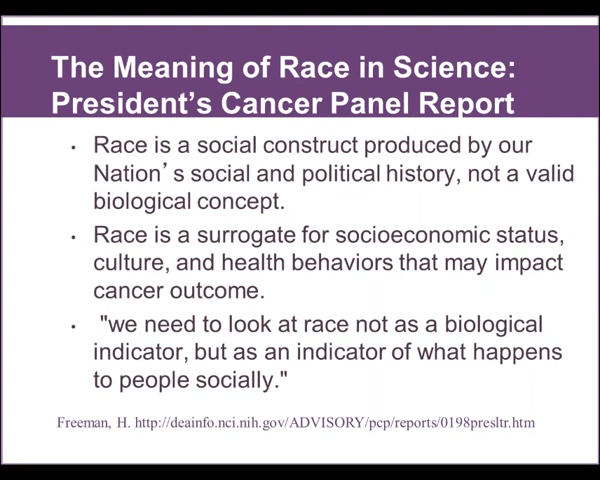 The Meaning of Race in Science:
President’s Cancer Panel Report
• Race is a social construct produced by our
Nation’s social and political history, not a valid
biological concept.
• Race is a surrogate for socioeconomic status,
culture, and health behaviors that may impact
cancer outcome.
• "we need to look at race not as a biological
indicator, but as an indicator of what happens
to people socially."
Freeman, H. http://deainfo.nci.nih.gov/ADVISORY/pcp/reports/0198presltr.htm